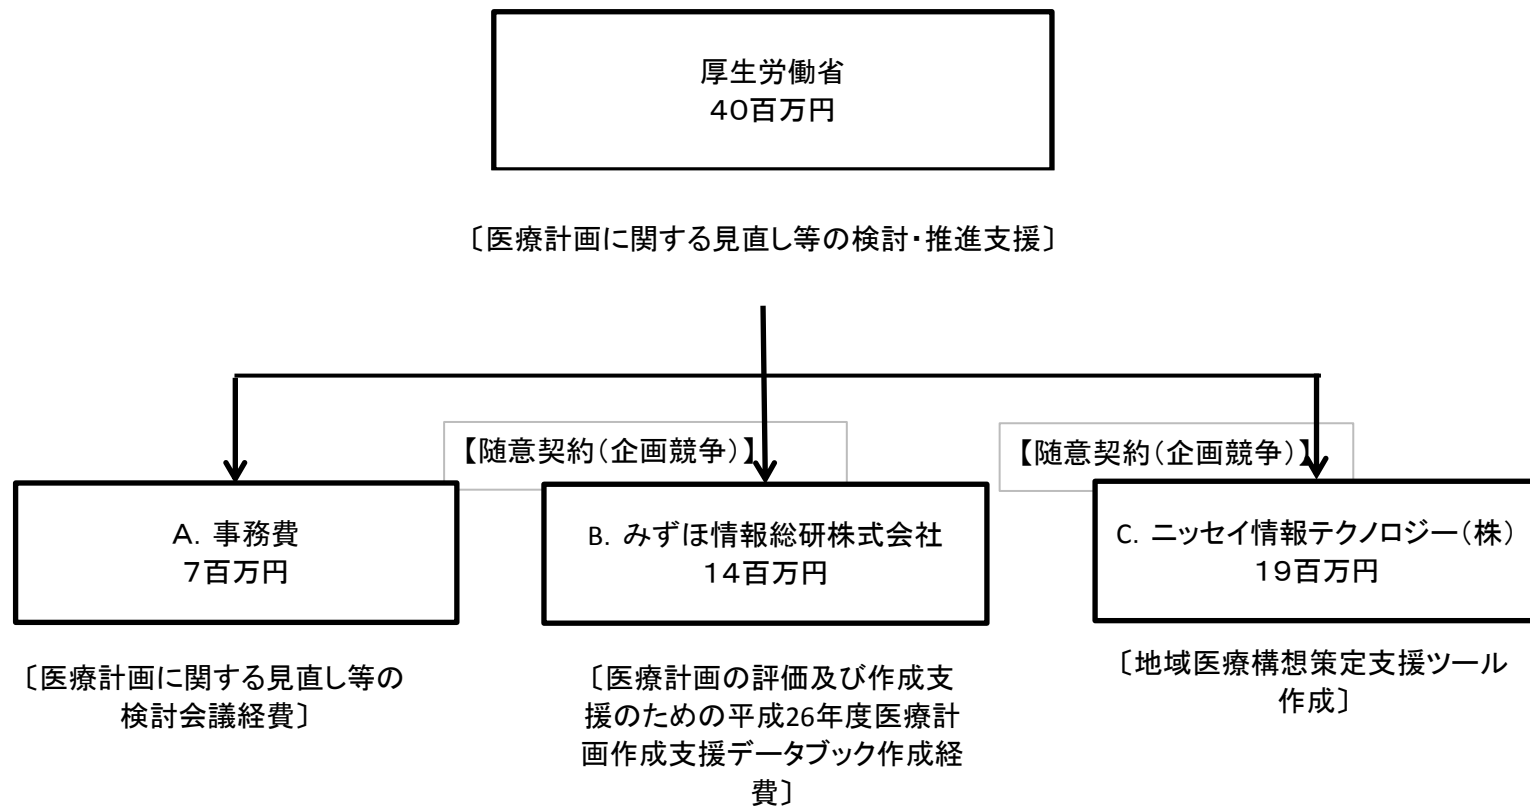 厚生労働省
40百万円
〔医療計画に関する見直し等の検討・推進支援〕
【随意契約（企画競争）】
【随意契約（企画競争）】
A．事務費
7百万円
B．みずほ情報総研株式会社
14百万円
C．ニッセイ情報テクノロジー（株）
19百万円
〔医療計画に関する見直し等の
検討会議経費〕
〔医療計画の評価及び作成支
援のための平成26年度医療計
画作成支援データブック作成経
費〕
〔地域医療構想策定支援ツール
作成〕